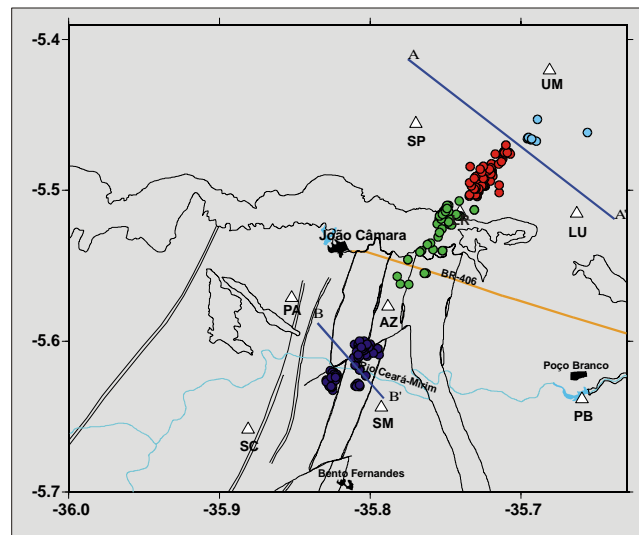 -5.4
A
UM
SP
-5.5
A'
R
LU
João Câmara
BR-406
PA
AZ
B
-5.6
Rio Ceará-Mirim
Poço Branco
B'
SM
PB
SC
Bento Fernandes
-5.7
-36.0
-35.9
-35.8
-35.7